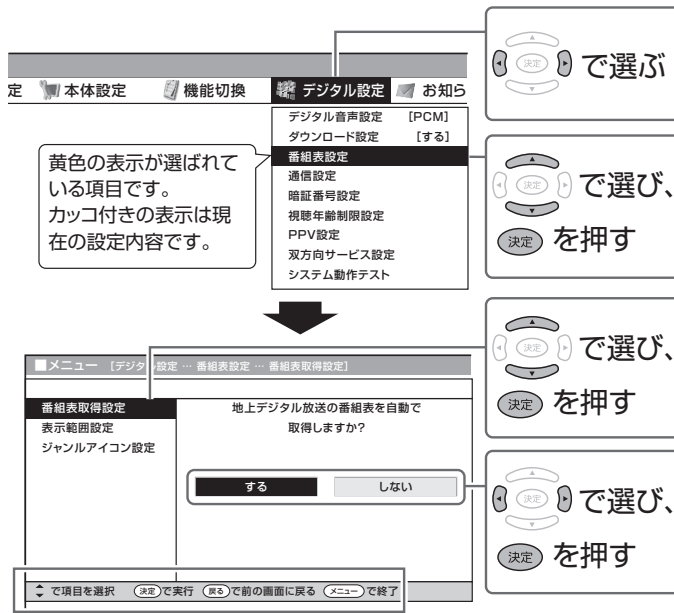 決定 で選ぶ
定 本体設定 機能切換 デジタル設定 お知ら
デジタル音声設定 [PCM]
ダウンロード設定 [する]
番組表設定
通信設定
暗証番号設定
視聴年齢制限設定
PPV設定
双方向サービス設定
システム動作テスト
黄色の表示が選ばれて
いる項目です。
カッコ付きの表示は現
在の設定内容です。
決定 で選び、
決定 を押す
メニュー [デジタル設定 … 番組表設定 … 番組表取得設定]
番組表取得設定
表示範囲設定
ジャンルアイコン設定
地上デジタル放送の番組表を自動で
取得しますか?
する しない
で項目を選択 決定で実行 戻るで前の画面に戻る メニューで終了
決定 で選び、
決定 を押す
決定 で選び、
決定 を押す